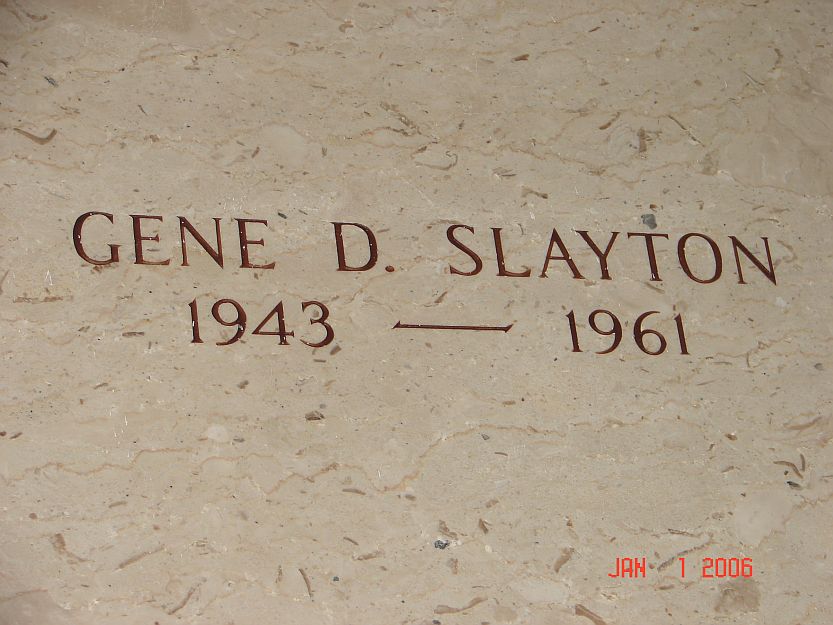 GENE D. SLAYTON
1943 — 1961
JAN 1 2006